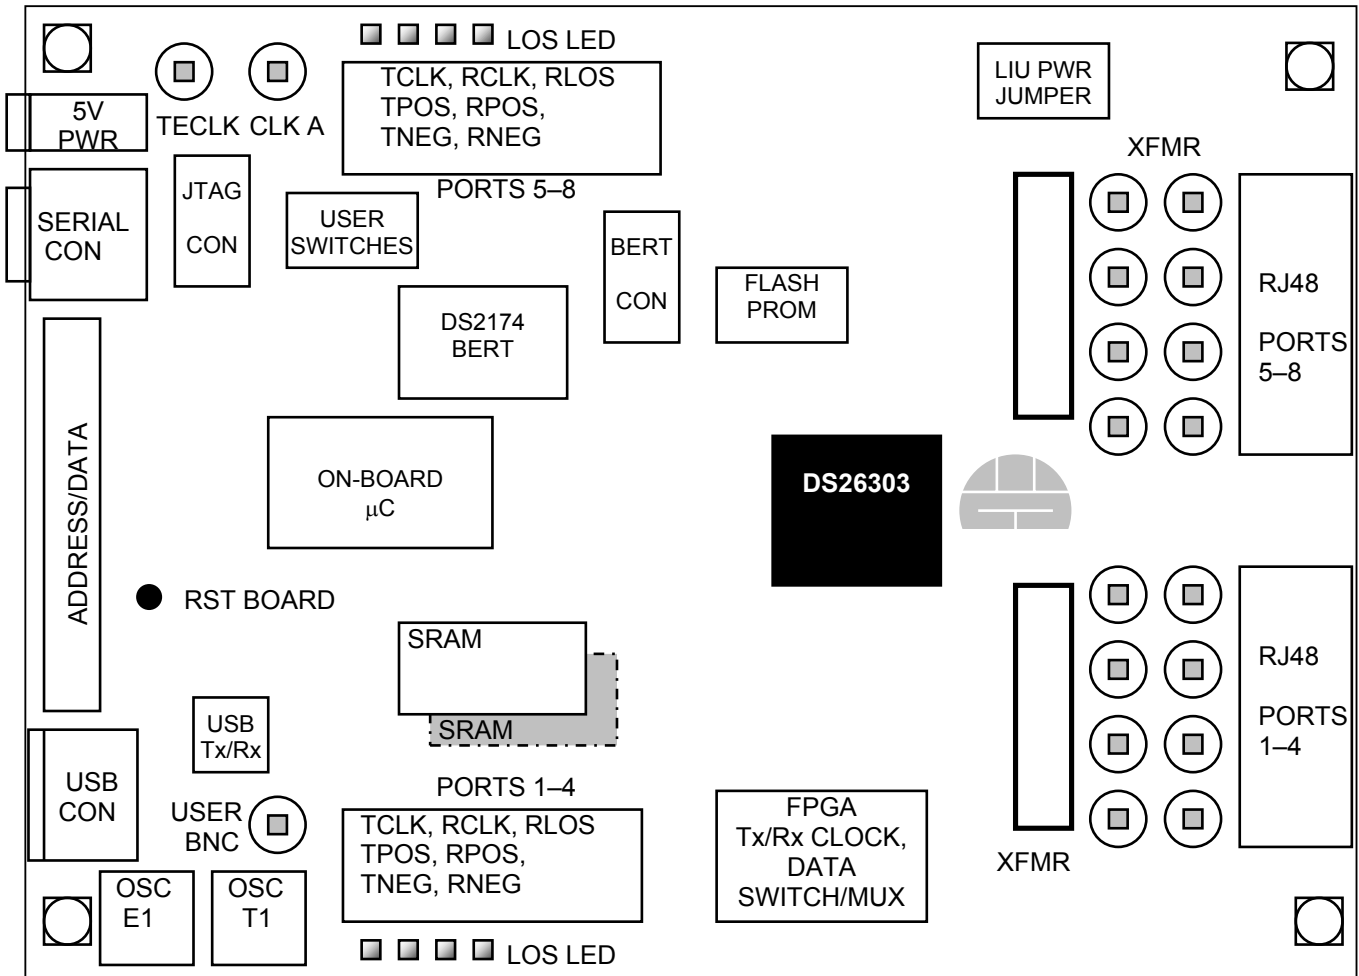 LOS LED
TCLK, RCLK, RLOS
TPOS, RPOS,
TNEG, RNEG
PORTS 5–8
LIU PWR
JUMPER
5V
PWR
TECLK CLK A
XFMR
SERIAL
CON
JTAG
CON
USER
SWITCHES
BERT
CON
FLASH
PROM
DS2174
BERT
RJ48
PORTS
5–8
ADDRESS/DATA
ON-BOARD
μC
DS26303
RST BOARD
SRAM
SRAM
RJ48
PORTS
1–4
USB
Tx/Rx
USB
CON
USER
BNC
PORTS 1–4
TCLK, RCLK, RLOS
TPOS, RPOS,
TNEG, RNEG
FPGA
Tx/Rx CLOCK,
DATA
SWITCH/MUX
XFMR
OSC
E1
OSC
T1
LOS LED